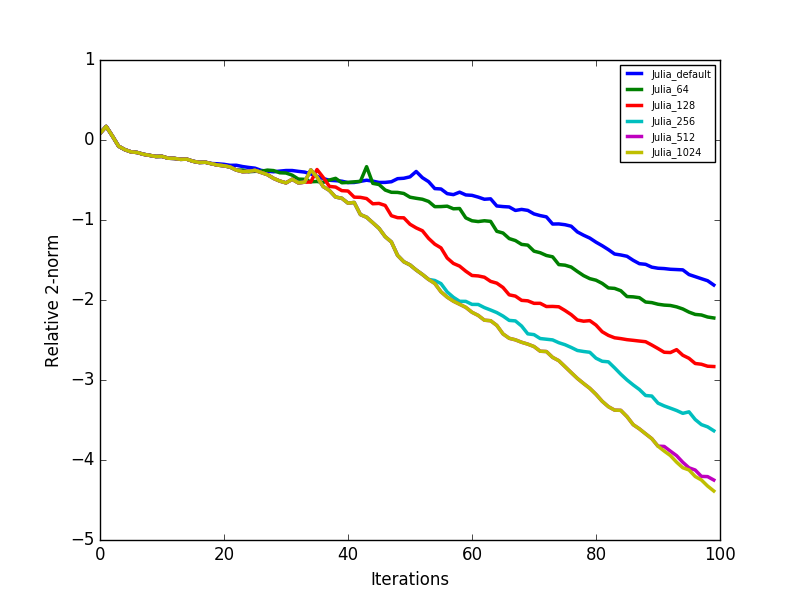 1
0
−1
−2
−3
−4
−5
0
20
40
60
80
100
Relative 2-norm
Iterations
Julia_default
Julia_64
Julia_128
Julia_256
Julia_512
Julia_1024